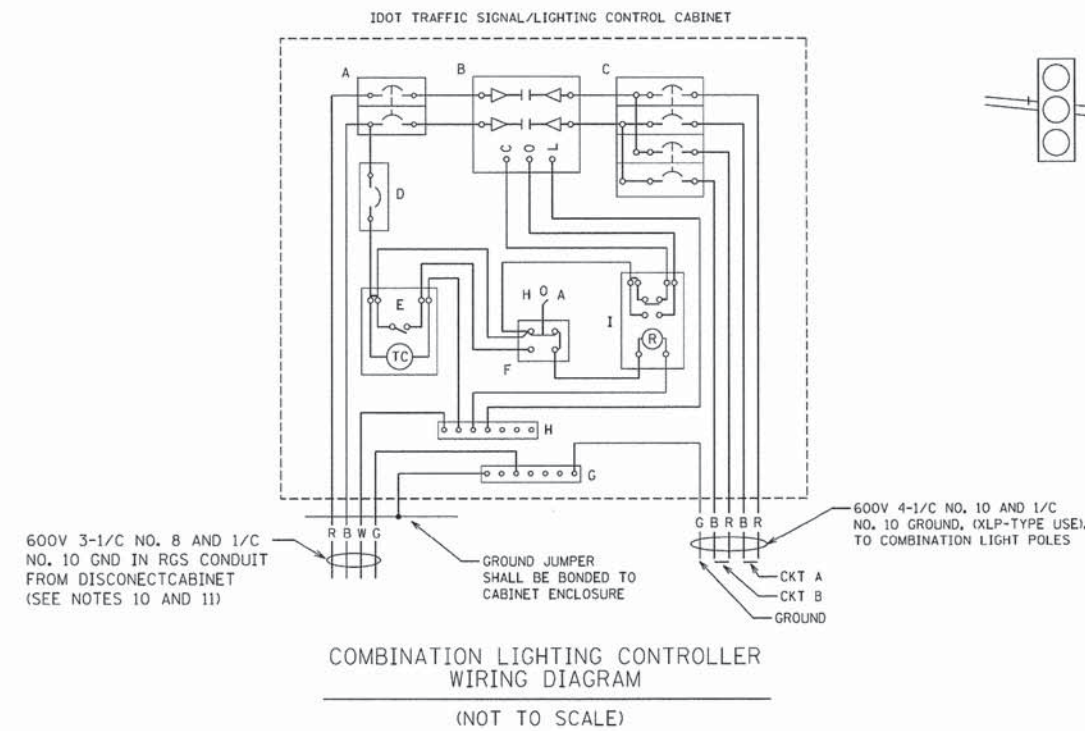 IDOT TRAFFIC SIGNAL/LIGHTING CONTROL CABINET
A
B
C
C
O
L
D
E
TC
H O A
F
I
R
H
G
R B W G
G B R B R
600V 3-1/C NO. 8 AND 1/C
NO. 10 GND IN RGS CONDUIT
FROM DISCONECTCABINET
(SEE NOTES 10 AND 11)
GROUND JUMPER
SHALL BE BONDED TO
CABINET ENCLOSURE
600V 4-1/C NO. 10 AND 1/C
NO. 10 GROUND, (XLP-TYPE USE),
TO COMBINATION LIGHT POLES
CKT A
CKT B
GROUND
COMBINATION LIGHTING CONTROLLER
WIRING DIAGRAM
(NOT TO SCALE)